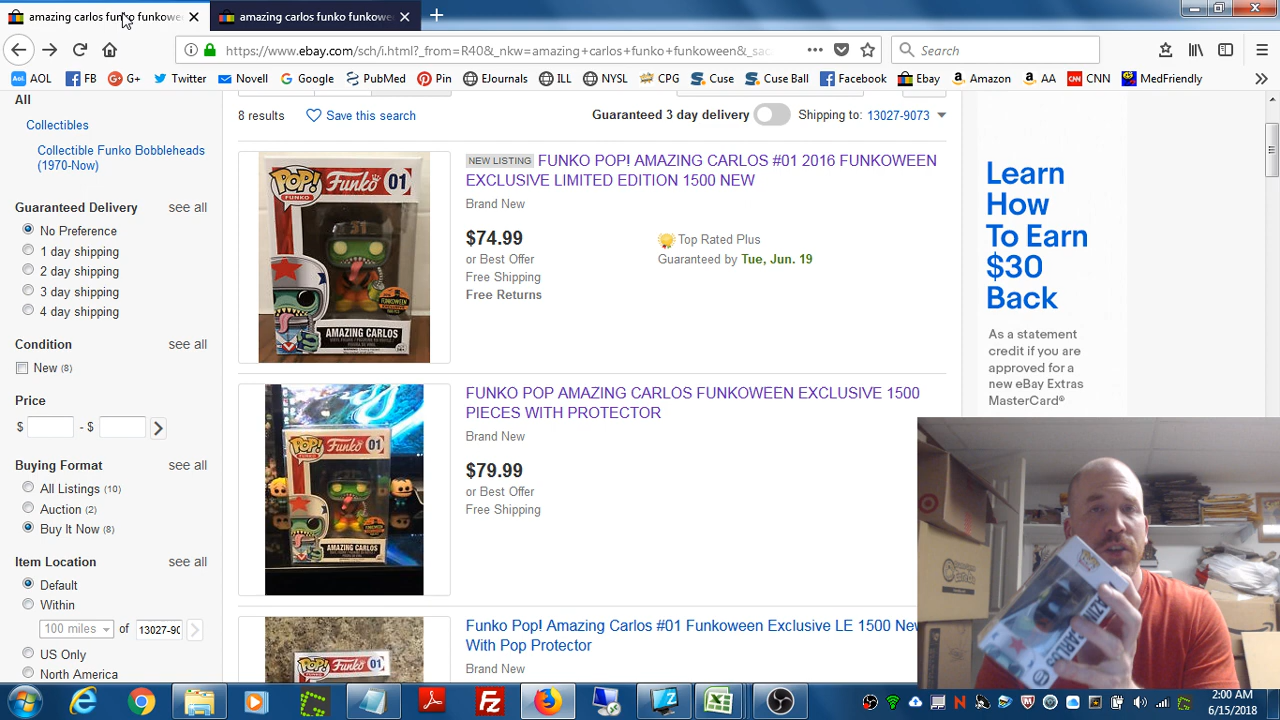 amazing carlos funko funkowe
amazing carlos funko funkowe
https://www.ebay.com/sch/i.html?_from=R40&_nkw=amazing+carlos+funko+funkoween&_sac
Search
AOL FB G+ Twitter Novell Google PubMed Pin EJournals ILL NYSL CPG Cuse Cuse Ball Facebook Ebay Amazon AA CNN MedFriendly
All
Collectibles
Collectible Funko Bobbleheads
(1970-Now)
Guaranteed Delivery see all
No Preference
1 day shipping
2 day shipping
3 day shipping
4 day shipping
Condition see all
New (8)
Price
$ - $
Buying Format see all
All Listings (10)
Auction (2)
Buy It Now (8)
Item Location see all
Default
Within
100 miles of 13027-90
US Only
North America
8 results Save this search Guaranteed 3 day delivery Shipping to: 13027-9073
NEW LISTING FUNKO POP! AMAZING CARLOS #01 2016 FUNKOWEEN
EXCLUSIVE LIMITED EDITION 1500 NEW
Brand New
$74.99
or Best Offer
Free Shipping
Free Returns
Top Rated Plus
Guaranteed by Tue, Jun. 19
POP! Funko 01
AMAZING CARLOS
FUNKO POP AMAZING CARLOS FUNKOWEEN EXCLUSIVE 1500
PIECES WITH PROTECTOR
Brand New
$79.99
or Best Offer
Free Shipping
POP! Funko 01
AMAZING CARLOS
Funko Pop! Amazing Carlos #01 Funkoween Exclusive LE 1500 New
With Pop Protector
Brand New
POP! Funko 01
Learn
How
To Earn
$30
Back
As a statement
credit if you are
approved for a
new eBay Extras
MasterCard®
2:00 AM
6/15/2018